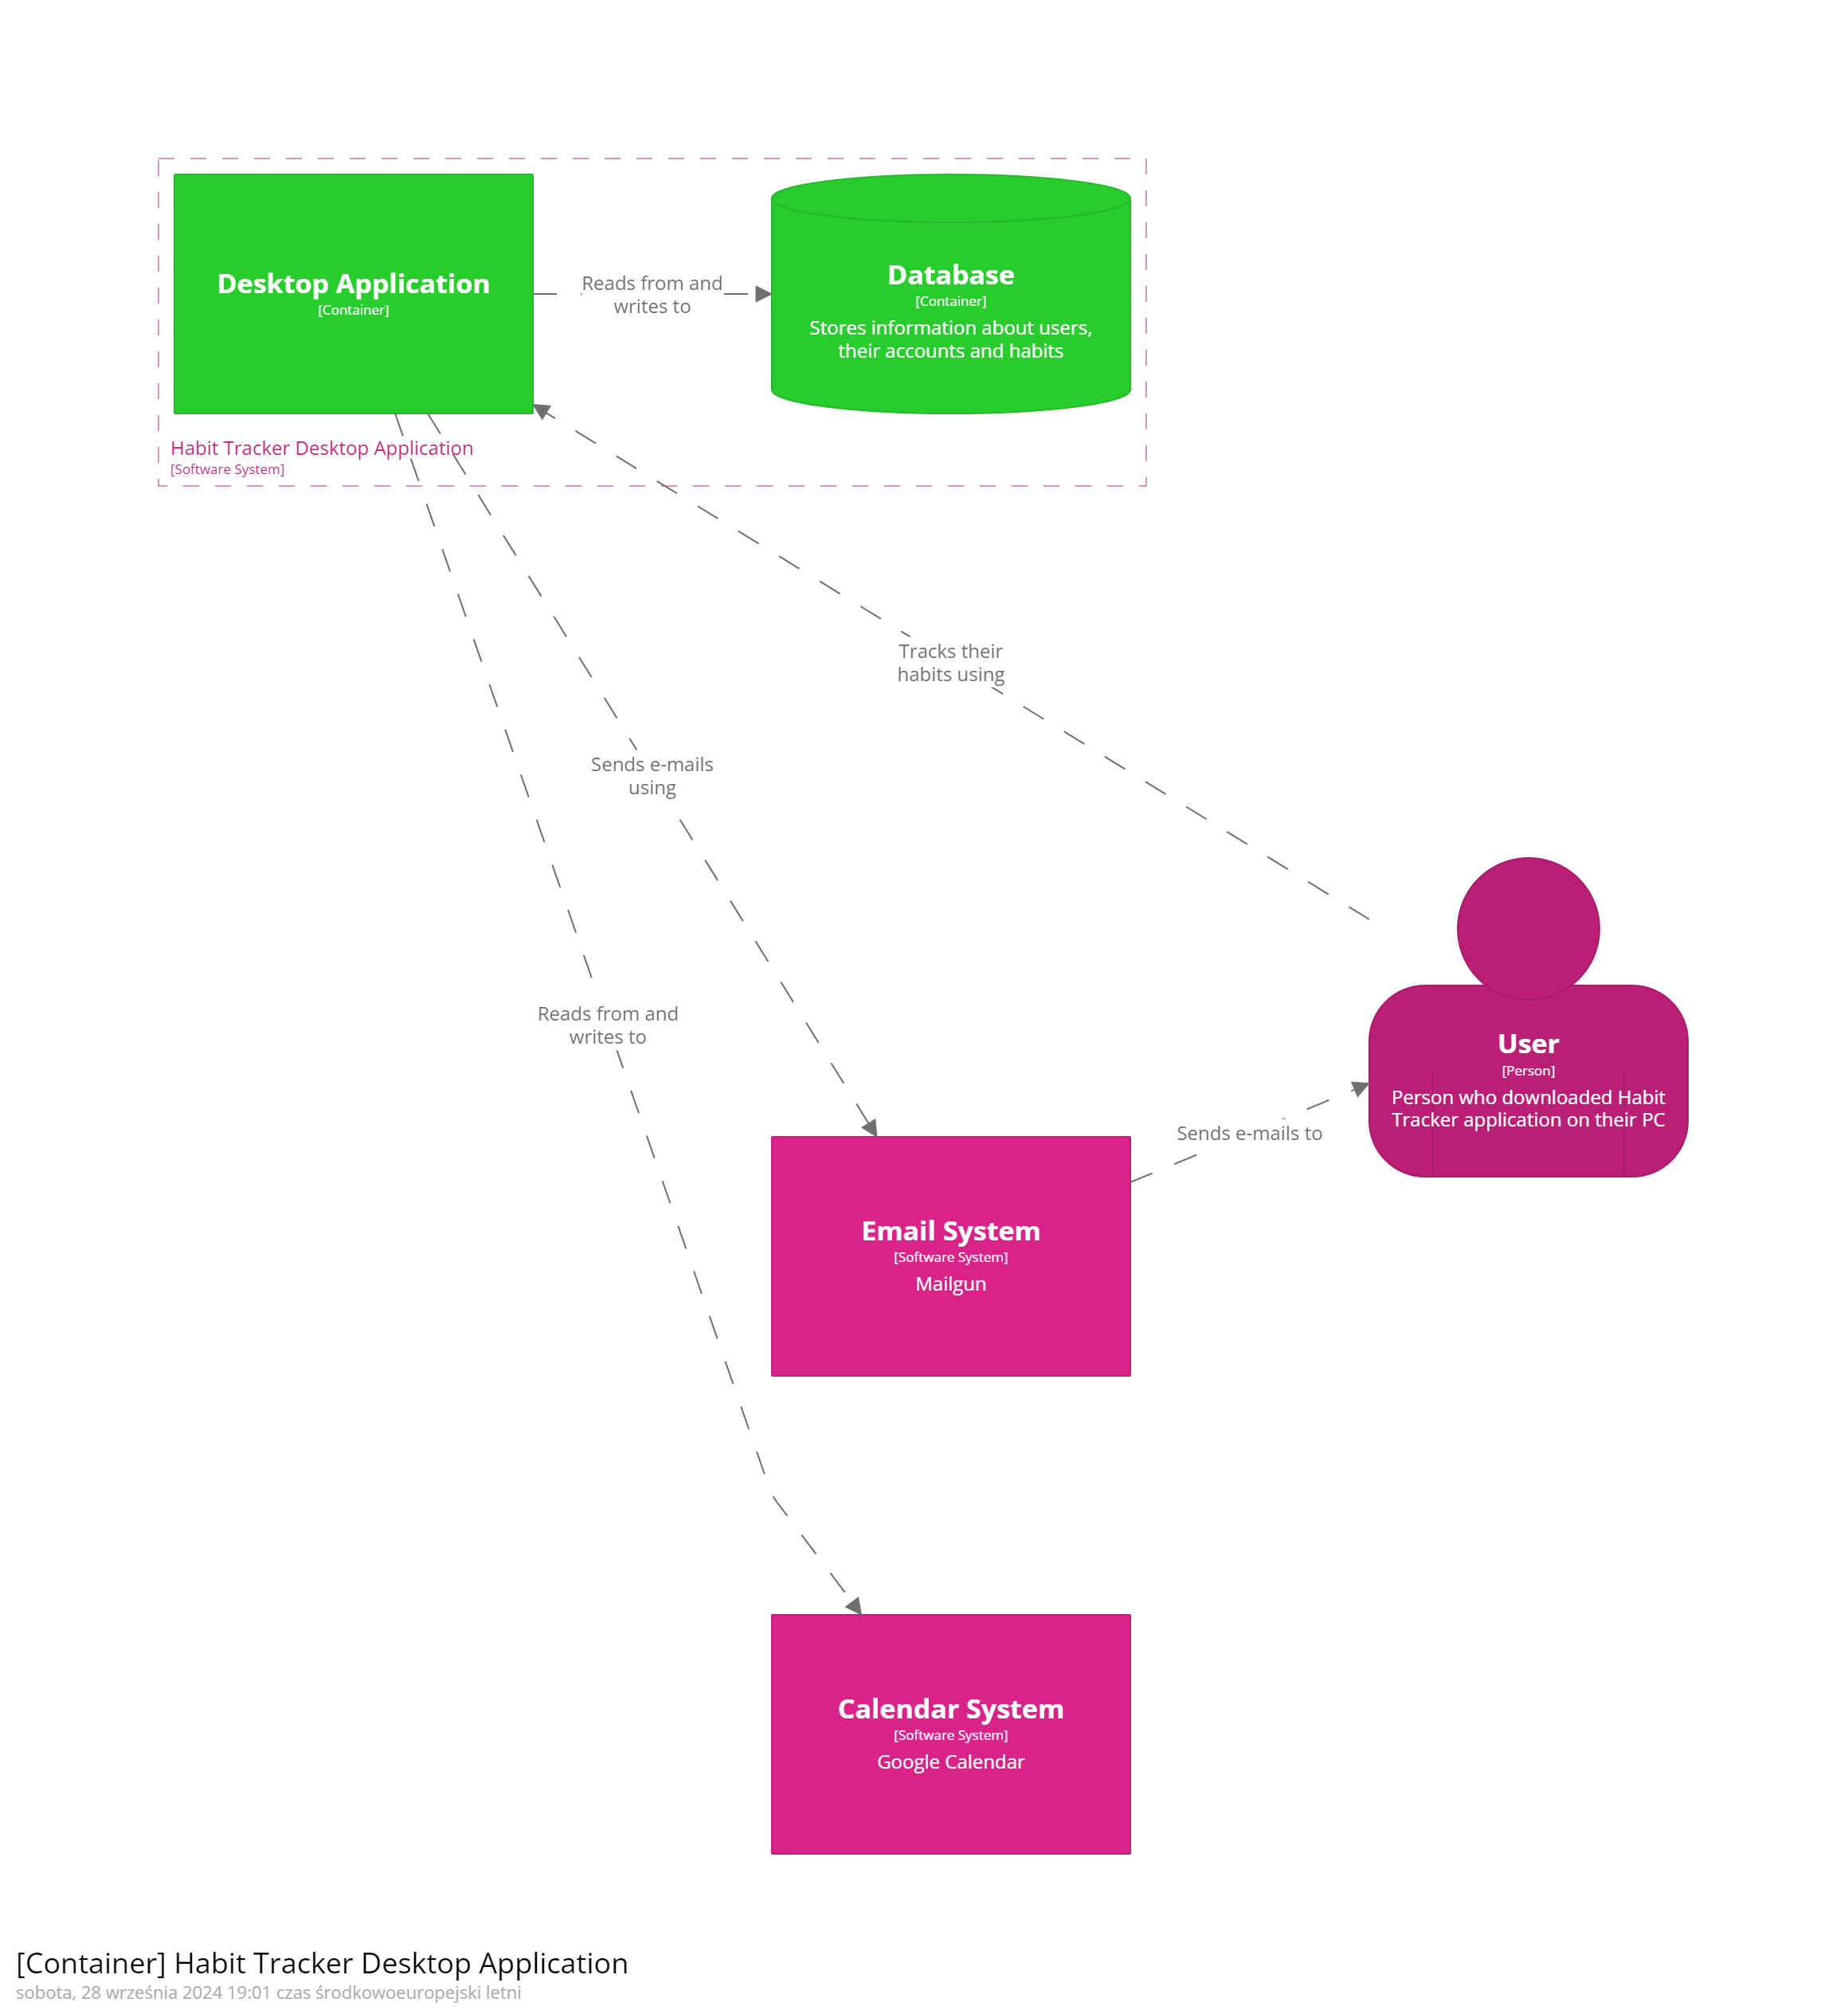 Desktop Application
[Container]
Reads from and
writes to
Database
[Container]
Stores information about users,
their accounts and habits
Habit Tracker Desktop Application
[Software System]
Tracks their
habits using
Sends e-mails
using
Reads from and
writes to
User
[Person]
Person who downloaded Habit
Tracker application on their PC
Sends e-mails to
Email System
[Software System]
Mailgun
Calendar System
[Software System]
Google Calendar
[Container] Habit Tracker Desktop Application
sobota, 28 września 2024 19:01 czas środkowoeuropejski letni